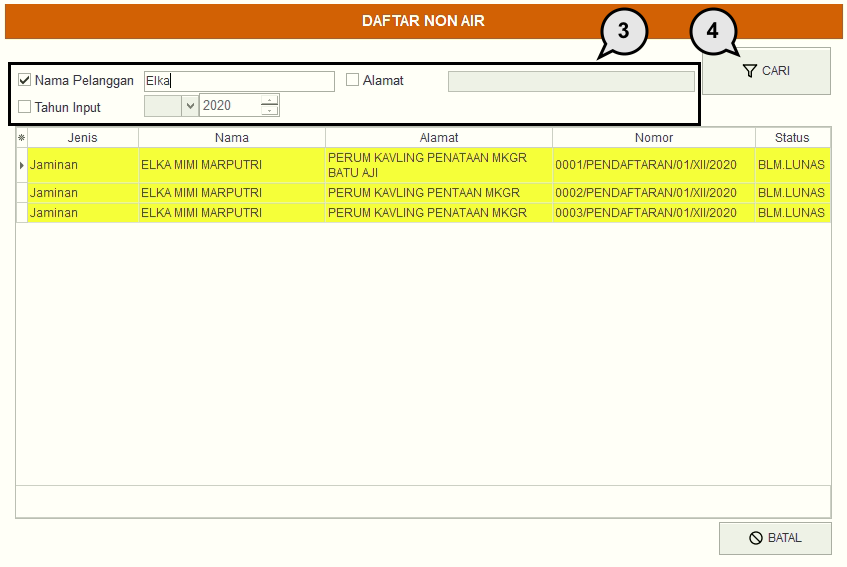 DAFTAR NON AIR
3
4
Nama Pelanggan Elka Alamat
CARI
Tahun Input 2020
Jenis Nama Alamat Nomor Status
Jaminan ELKA MIMI MARPUTRI PERUM KAVLING PENATAAN MKGR BATU AJI 0001/PENDAFTARAN/01/XII/2020 BLM.LUNAS
Jaminan ELKA MIMI MARPUTRI PERUM KAVLING PENTAAN MKGR 0002/PENDAFTARAN/01/XII/2020 BLM.LUNAS
Jaminan ELKA MIMI MARPUTRI PERUM KAVLING PENATAAN MKGR 0003/PENDAFTARAN/01/XII/2020 BLM.LUNAS
BATAL